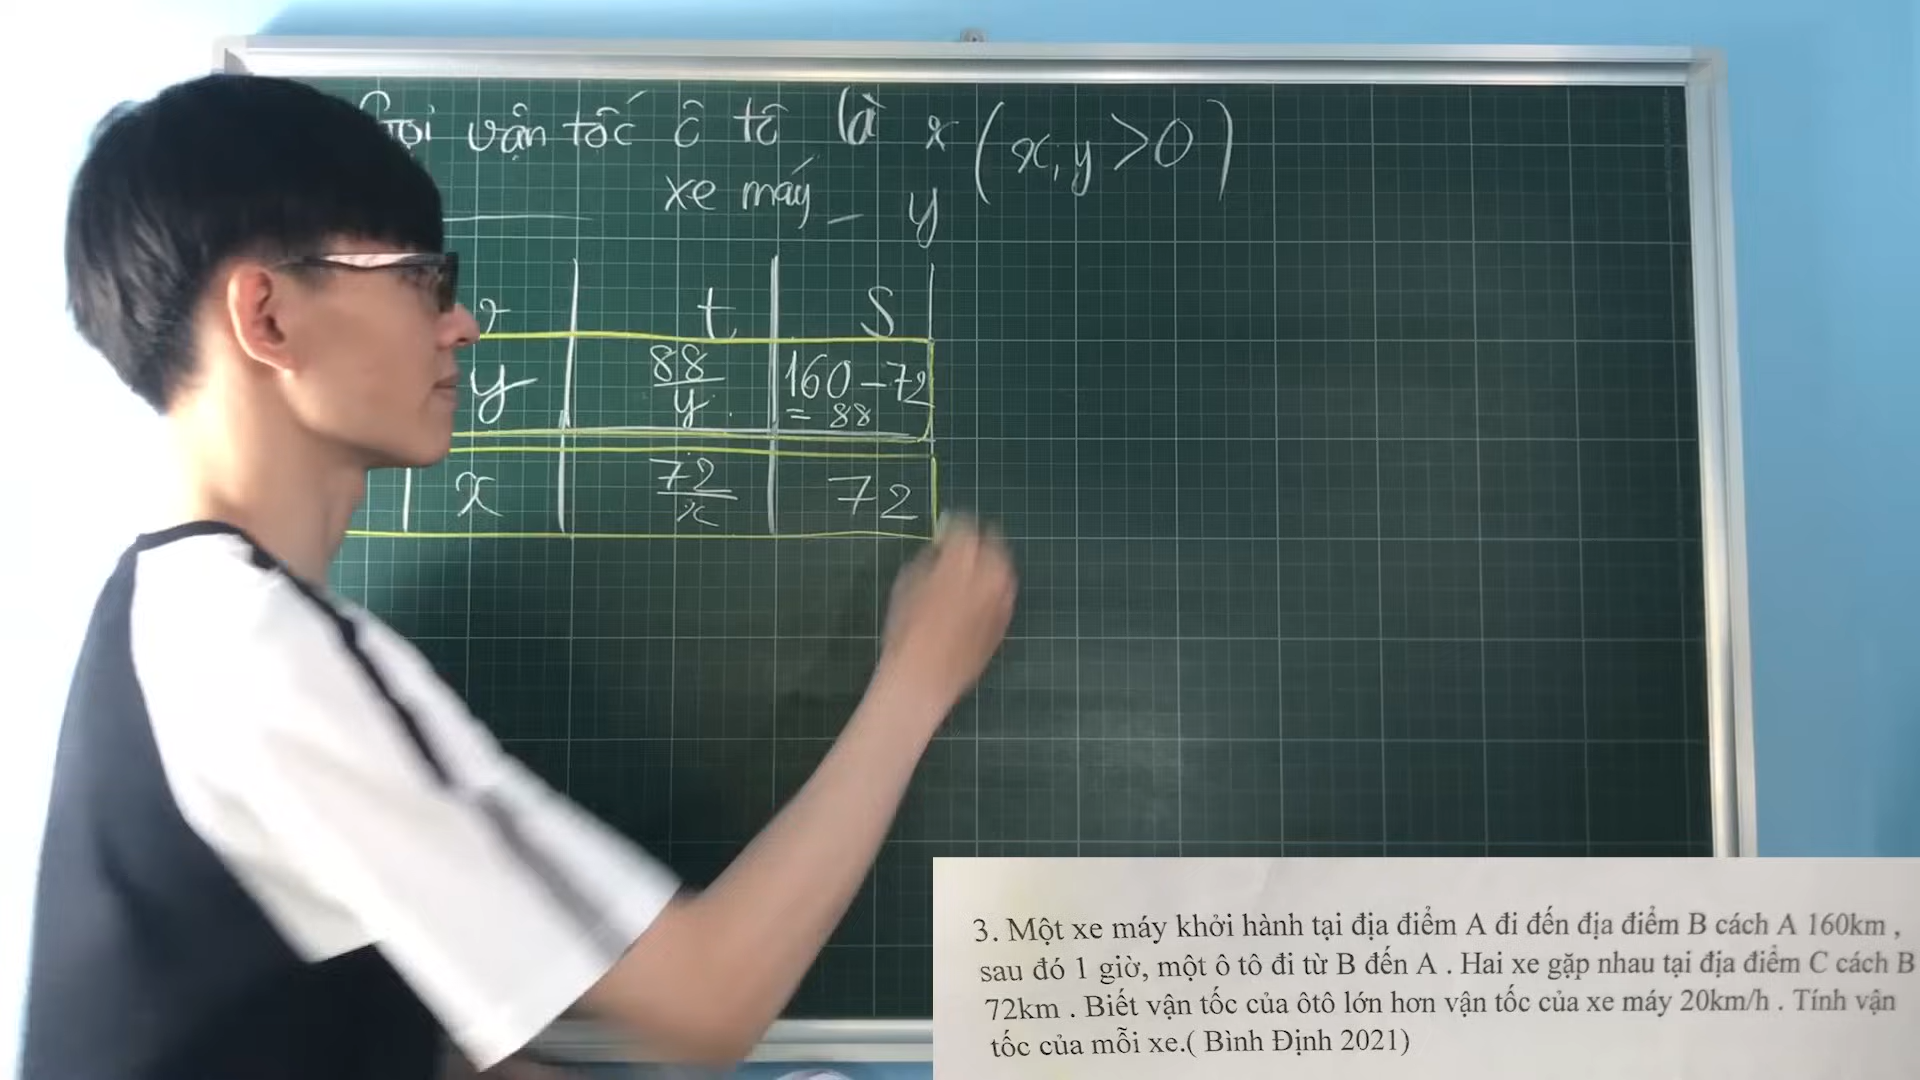 Gọi vận tốc ô tô là x (x, y > 0)
xe máy _ y
v t S
y 88/y 160 - 72 = 88
x 72/x 72
3. Một xe máy khởi hành tại địa điểm A đi đến địa điểm B cách A 160km ,
sau đó 1 giờ, một ô tô đi từ B đến A . Hai xe gặp nhau tại địa điểm C cách B
72km . Biết vận tốc của ôtô lớn hơn vận tốc của xe máy 20km/h . Tính vận
tốc của mỗi xe.( Bình Định 2021)